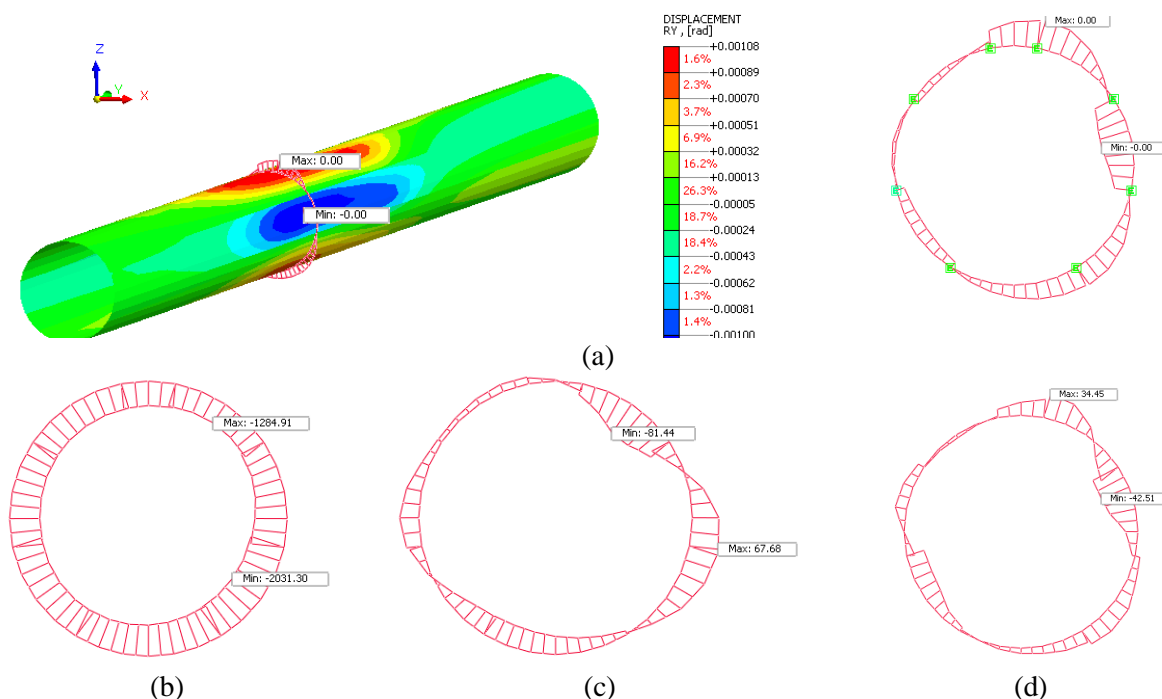 DISPLACEMENT
RY , [rad]
+0.00108
1.6%
+0.00089
2.3%
+0.00070
3.7%
+0.00051
6.9%
+0.00032
16.2%
+0.00013
26.3%
-0.00005
18.7%
-0.00024
18.4%
-0.00043
2.2%
-0.00062
1.3%
-0.00081
1.4%
-0.00100
Z
Y
X
Max: 0.00
Min: -0.00
Max: 0.00
Min: -0.00
(a)
Max: -1284.91
Min: -2031.30
(b)
Min: -81.44
Max: 67.68
(c)
Max: 34.45
Min: -42.51
(d)